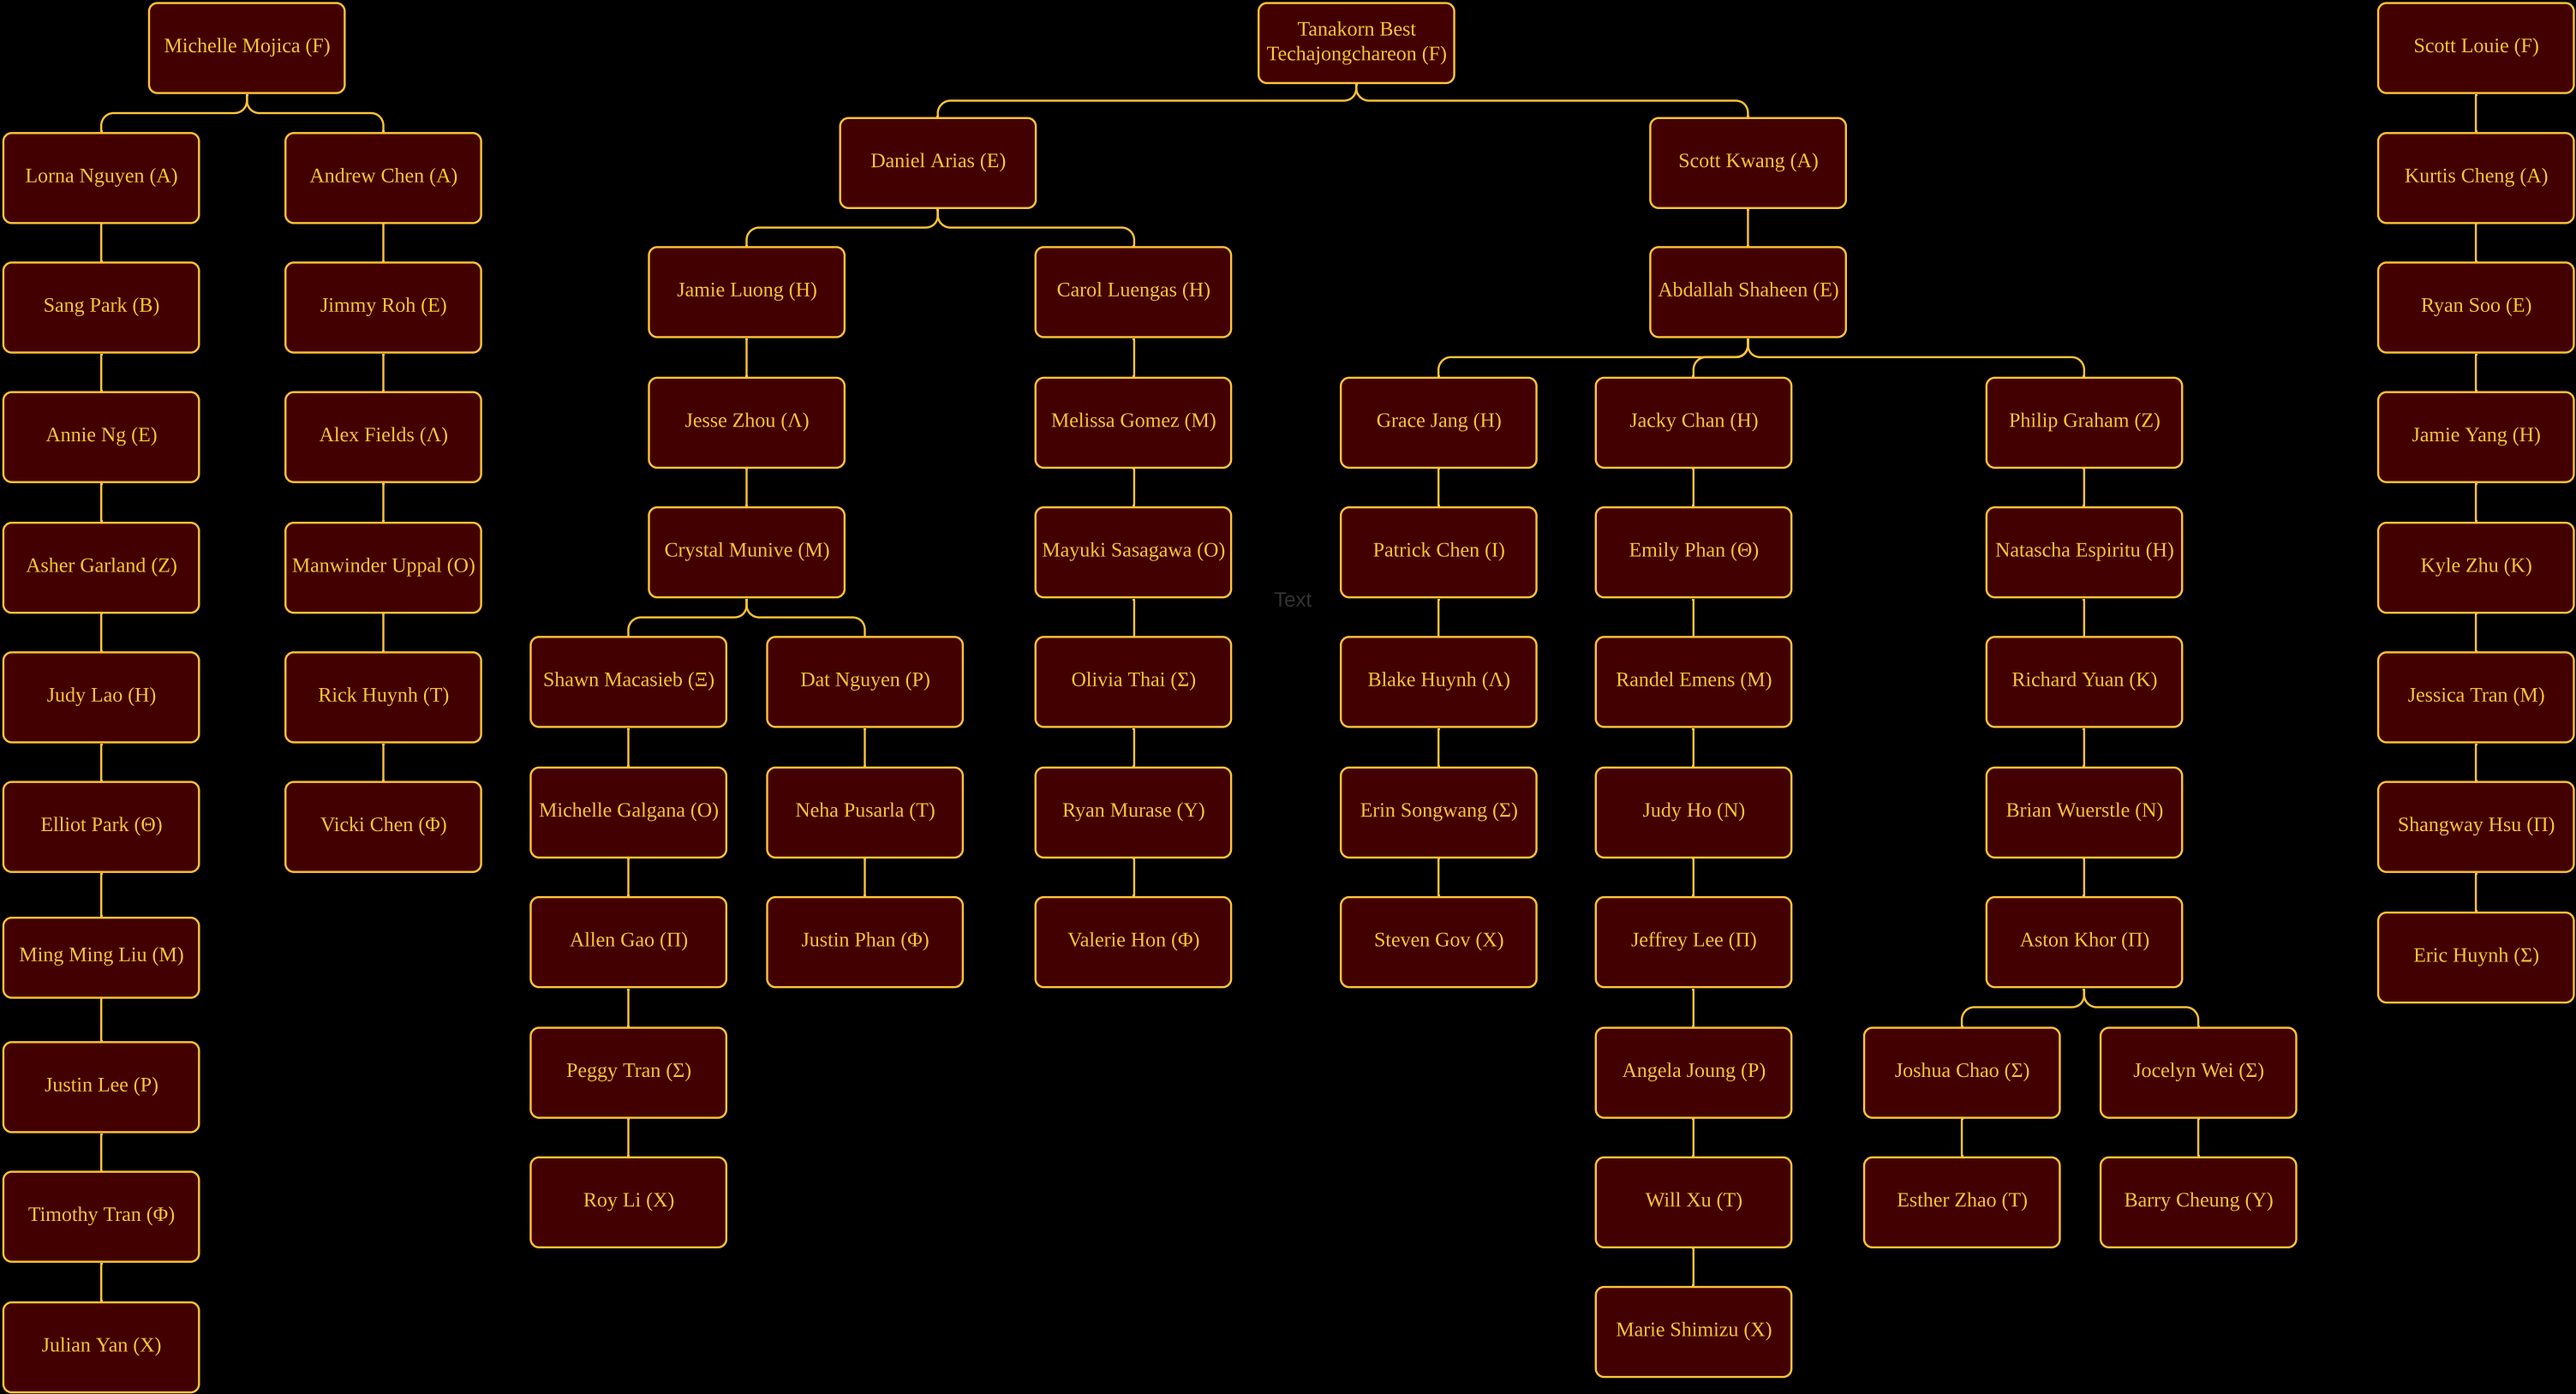 Michelle Mojica (F)
Tanakorn Best
Techajongchareon (F)
Scott Louie (F)
Lorna Nguyen (Α)
Andrew Chen (Α)
Daniel Arias (Ε)
Scott Kwang (Α)
Kurtis Cheng (Α)
Sang Park (Β)
Jimmy Roh (Ε)
Jamie Luong (Η)
Carol Luengas (Η)
Abdallah Shaheen (Ε)
Ryan Soo (Ε)
Annie Ng (Ε)
Alex Fields (Λ)
Jesse Zhou (Λ)
Melissa Gomez (Μ)
Grace Jang (Η)
Jacky Chan (Η)
Philip Graham (Ζ)
Jamie Yang (Η)
Asher Garland (Ζ)
Manwinder Uppal (Ο)
Crystal Munive (Μ)
Mayuki Sasagawa (Ο)
Text
Patrick Chen (Ι)
Emily Phan (Θ)
Natascha Espiritu (Η)
Kyle Zhu (Κ)
Judy Lao (Η)
Rick Huynh (Τ)
Shawn Macasieb (Ξ)
Dat Nguyen (Ρ)
Olivia Thai (Σ)
Blake Huynh (Λ)
Randel Emens (Μ)
Richard Yuan (Κ)
Jessica Tran (Μ)
Elliot Park (Θ)
Vicki Chen (Φ)
Michelle Galgana (Ο)
Neha Pusarla (Τ)
Ryan Murase (Υ)
Erin Songwang (Σ)
Judy Ho (Ν)
Brian Wuerstle (Ν)
Shangway Hsu (Π)
Ming Ming Liu (Μ)
Allen Gao (Π)
Justin Phan (Φ)
Valerie Hon (Φ)
Steven Gov (Χ)
Jeffrey Lee (Π)
Aston Khor (Π)
Eric Huynh (Σ)
Justin Lee (Ρ)
Peggy Tran (Σ)
Angela Joung (Ρ)
Joshua Chao (Σ)
Jocelyn Wei (Σ)
Timothy Tran (Φ)
Roy Li (Χ)
Will Xu (Τ)
Esther Zhao (Τ)
Barry Cheung (Υ)
Julian Yan (Χ)
Marie Shimizu (Χ)